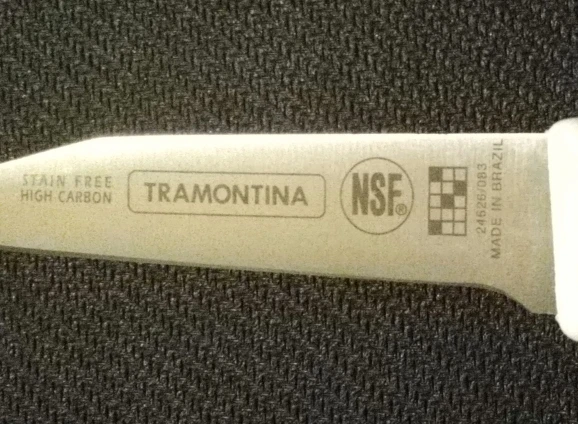 STAIN FREE
HIGH CARBON
TRAMONTINA
NSF®
24626/083
MADE IN BRAZIL